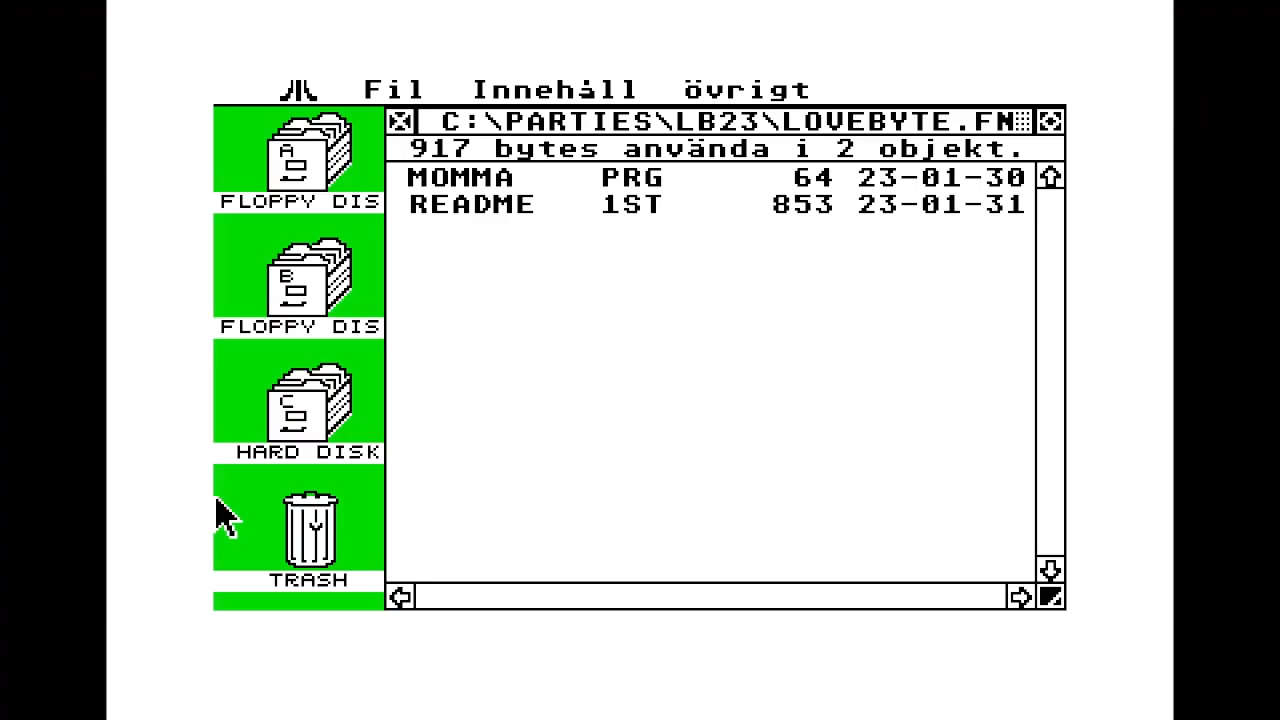 Fil Innehåll övrigt
C:\PARTIES\LB23\LOVEBYTE.FN
917 bytes använda i 2 objekt.
MOMMA PRG 64 23-01-30
README 1ST 853 23-01-31
A
FLOPPY DIS
B
FLOPPY DIS
C
HARD DISK
TRASH